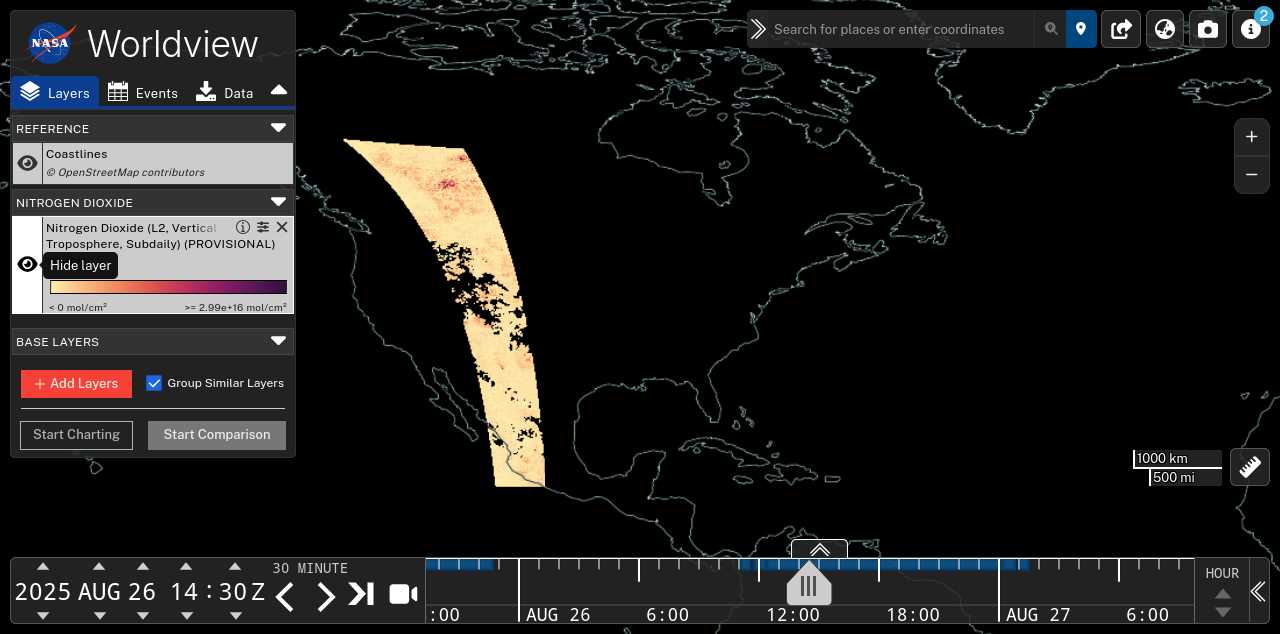 NASA Worldview
Search for places or enter coordinates
2
Layers Events Data
REFERENCE
Coastlines
© OpenStreetMap contributors
NITROGEN DIOXIDE
Nitrogen Dioxide (L2, Vertical
Troposphere, Subdaily) (PROVISIONAL)
Hide layer
< 0 mol/cm² >= 2.99e+16 mol/cm²
BASE LAYERS
+ Add Layers Group Similar Layers
Start Charting Start Comparison
+
−
1000 km
500 mi
30 MINUTE
2025 AUG 26 14 : 30 Z
:00 AUG 26 6:00 12:00 18:00 AUG 27 6:00
HOUR